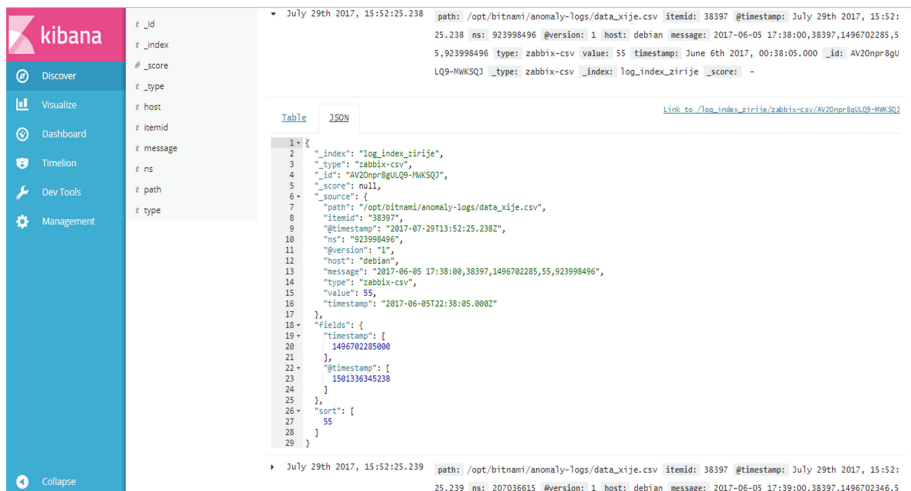 kibana
Discover
Visualize
Dashboard
Timelion
Dev Tools
Management
Collapse
t _id
t _index
# _score
t _type
t host
t itemid
t message
t ns
t path
t type
July 29th 2017, 15:52:25.238 path: /opt/bitnami/anomaly-logs/data_xije.csv itemid: 38397 @timestamp: July 29th 2017, 15:52:
25.238 ns: 923998496 @version: 1 host: debian message: 2017-06-05 17:38:00,38397,1496702285,5
5,923998496 type: zabbix-csv value: 55 timestamp: June 6th 2017, 00:38:05.000 _id: AV2Onpr8gU
LQ9-MWKSQJ _type: zabbix-csv _index: log_index_zirije _score: -
Link to /log_index_zirije/zabbix-csv/AV2Onpr8gULQ9-MWKSQJ
Table JSON
1 {
2 "_index": "log_index_zirije",
3 "_type": "zabbix-csv",
4 "_id": "AV2Onpr8gULQ9-MWKSQJ",
5 "_score": null,
6 "_source": {
7 "path": "/opt/bitnami/anomaly-logs/data_xije.csv",
8 "itemid": "38397",
9 "@timestamp": "2017-07-29T13:52:25.238Z",
10 "ns": "923998496",
11 "@version": "1",
12 "host": "debian",
13 "message": "2017-06-05 17:38:00,38397,1496702285,55,923998496",
14 "type": "zabbix-csv",
15 "value": 55,
16 "timestamp": "2017-06-05T22:38:05.000Z"
17 },
18 "fields": {
19 "timestamp": [
20 1496702285000
21 ],
22 "@timestamp": [
23 1501336345238
24 ]
25 },
26 "sort": [
27 55
28 ]
29 }
July 29th 2017, 15:52:25.239 path: /opt/bitnami/anomaly-logs/data_xije.csv itemid: 38397 @timestamp: July 29th 2017, 15:52:
25.239 ns: 207036615 @version: 1 host: debian message: 2017-06-05 17:39:00,38397,1496702346,5